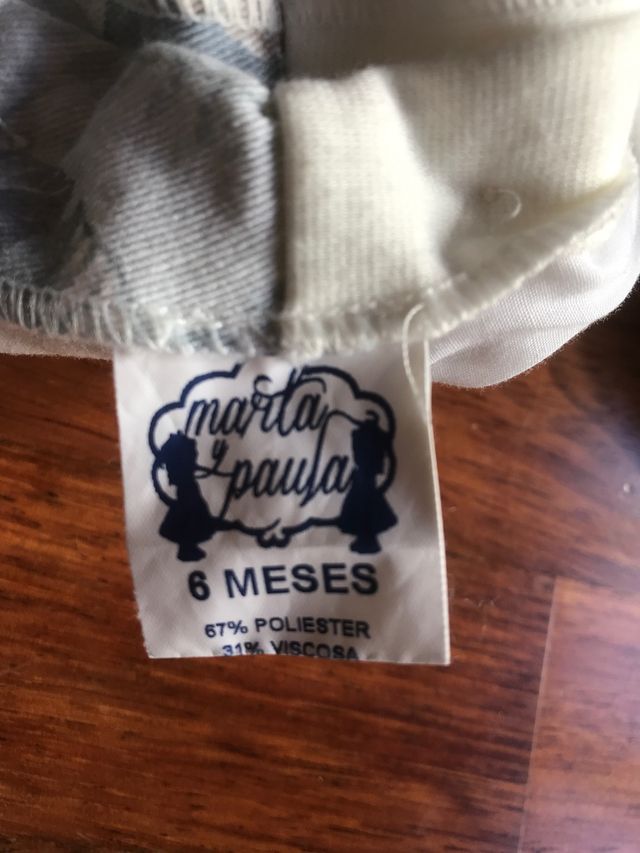 marta
y
paula
6 MESES
67% POLIESTER
31% VISCOSA